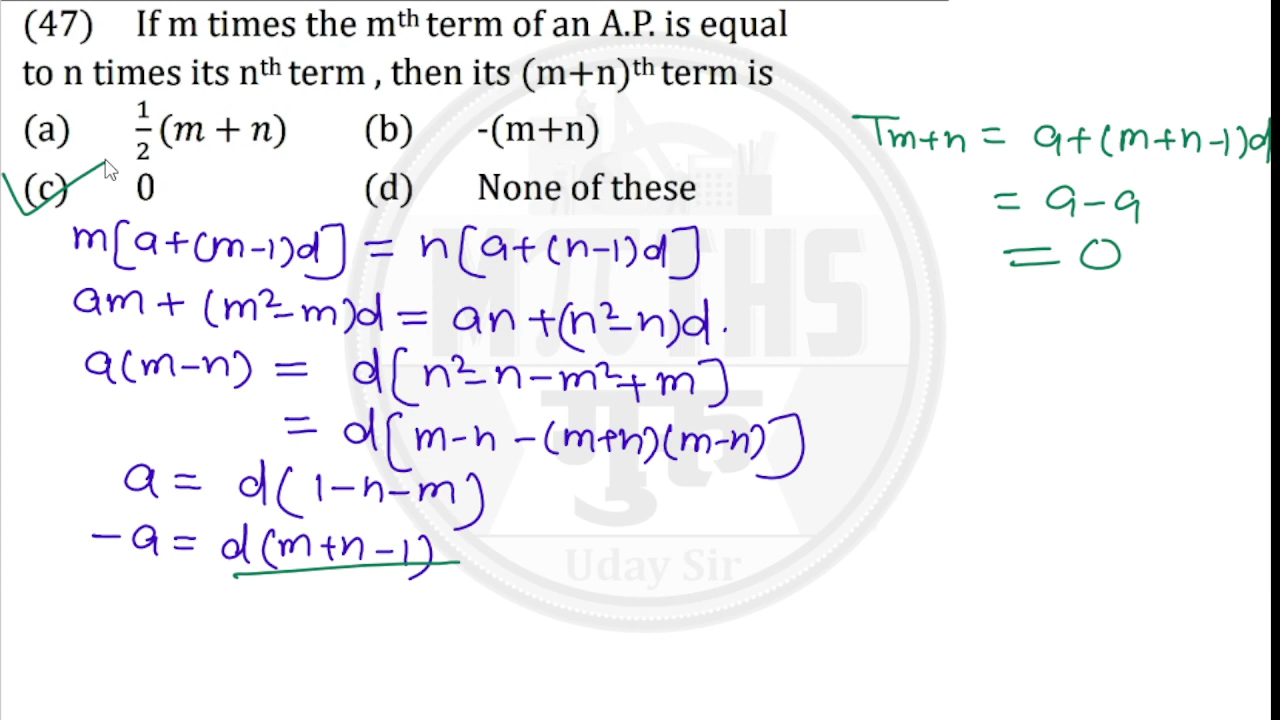 (47) If m times the mᵗʰ term of an A.P. is equal
to n times its nᵗʰ term , then its (m+n)ᵗʰ term is
(a) 1/2 (m + n) (b) -(m+n)
(c) 0 (d) None of these
m[a+(m-1)d] = n[a+(n-1)d]
am + (m²-m)d = an +(n²-n)d.
a(m-n) = d[n²-n-m²+m]
= d[m-n-(m+n)(m-n)]
a = d(1-n-m)
-a = d(m+n-1)
Tm+n = a+(m+n-1)d
= a-a
= 0
MATHS
गुरु
Uday Sir